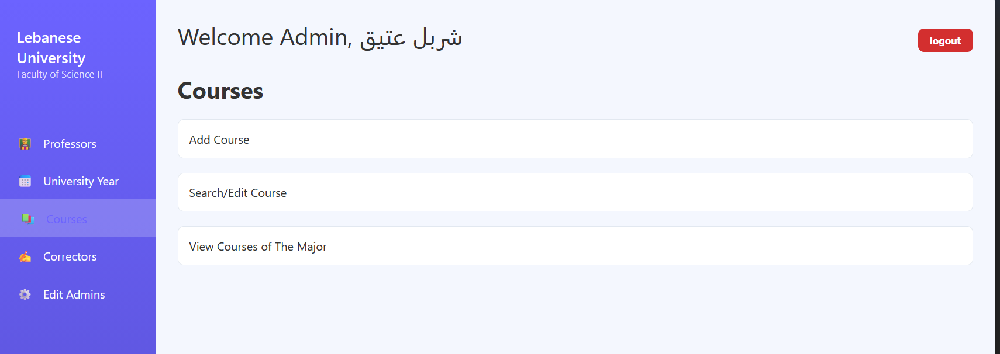 Lebanese
University
Faculty of Science II
Professors
University Year
Courses
Correctors
Edit Admins
Welcome Admin, شربل عتيق
logout
Courses
Add Course
Search/Edit Course
View Courses of The Major